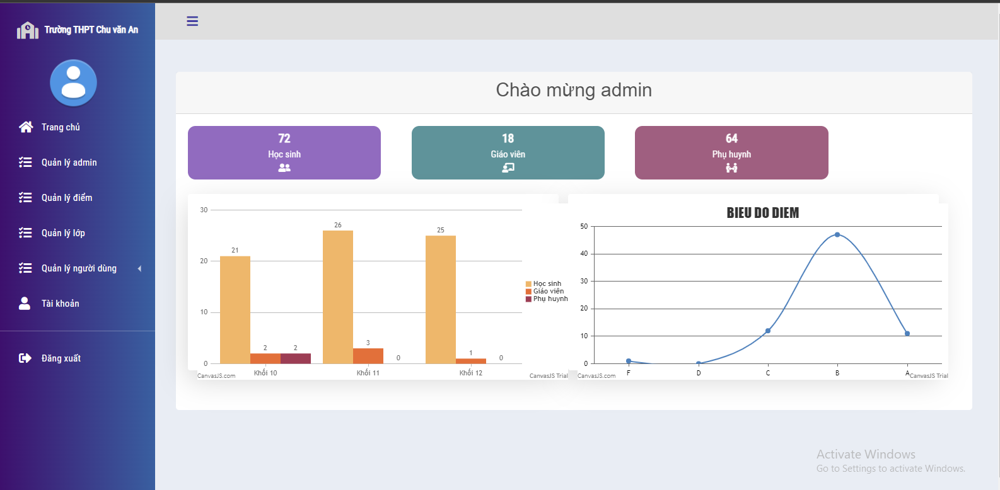 Trường THPT Chu văn An
Trang chủ
Quản lý admin
Quản lý điểm
Quản lý lớp
Quản lý người dùng
Tài khoản
Đăng xuất
Chào mừng admin
72
Học sinh
18
Giáo viên
64
Phụ huynh
30
20
10
0
21
2
2
26
3
0
25
1
0
Khối 10
Khối 11
Khối 12
Học sinh
Giáo viên
Phụ huynh
CanvasJS.com
CanvasJS Trial
BIEU DO DIEM
50
40
30
20
10
0
F
D
C
B
A
CanvasJS.com
CanvasJS Trial
Activate Windows
Go to Settings to activate Windows.